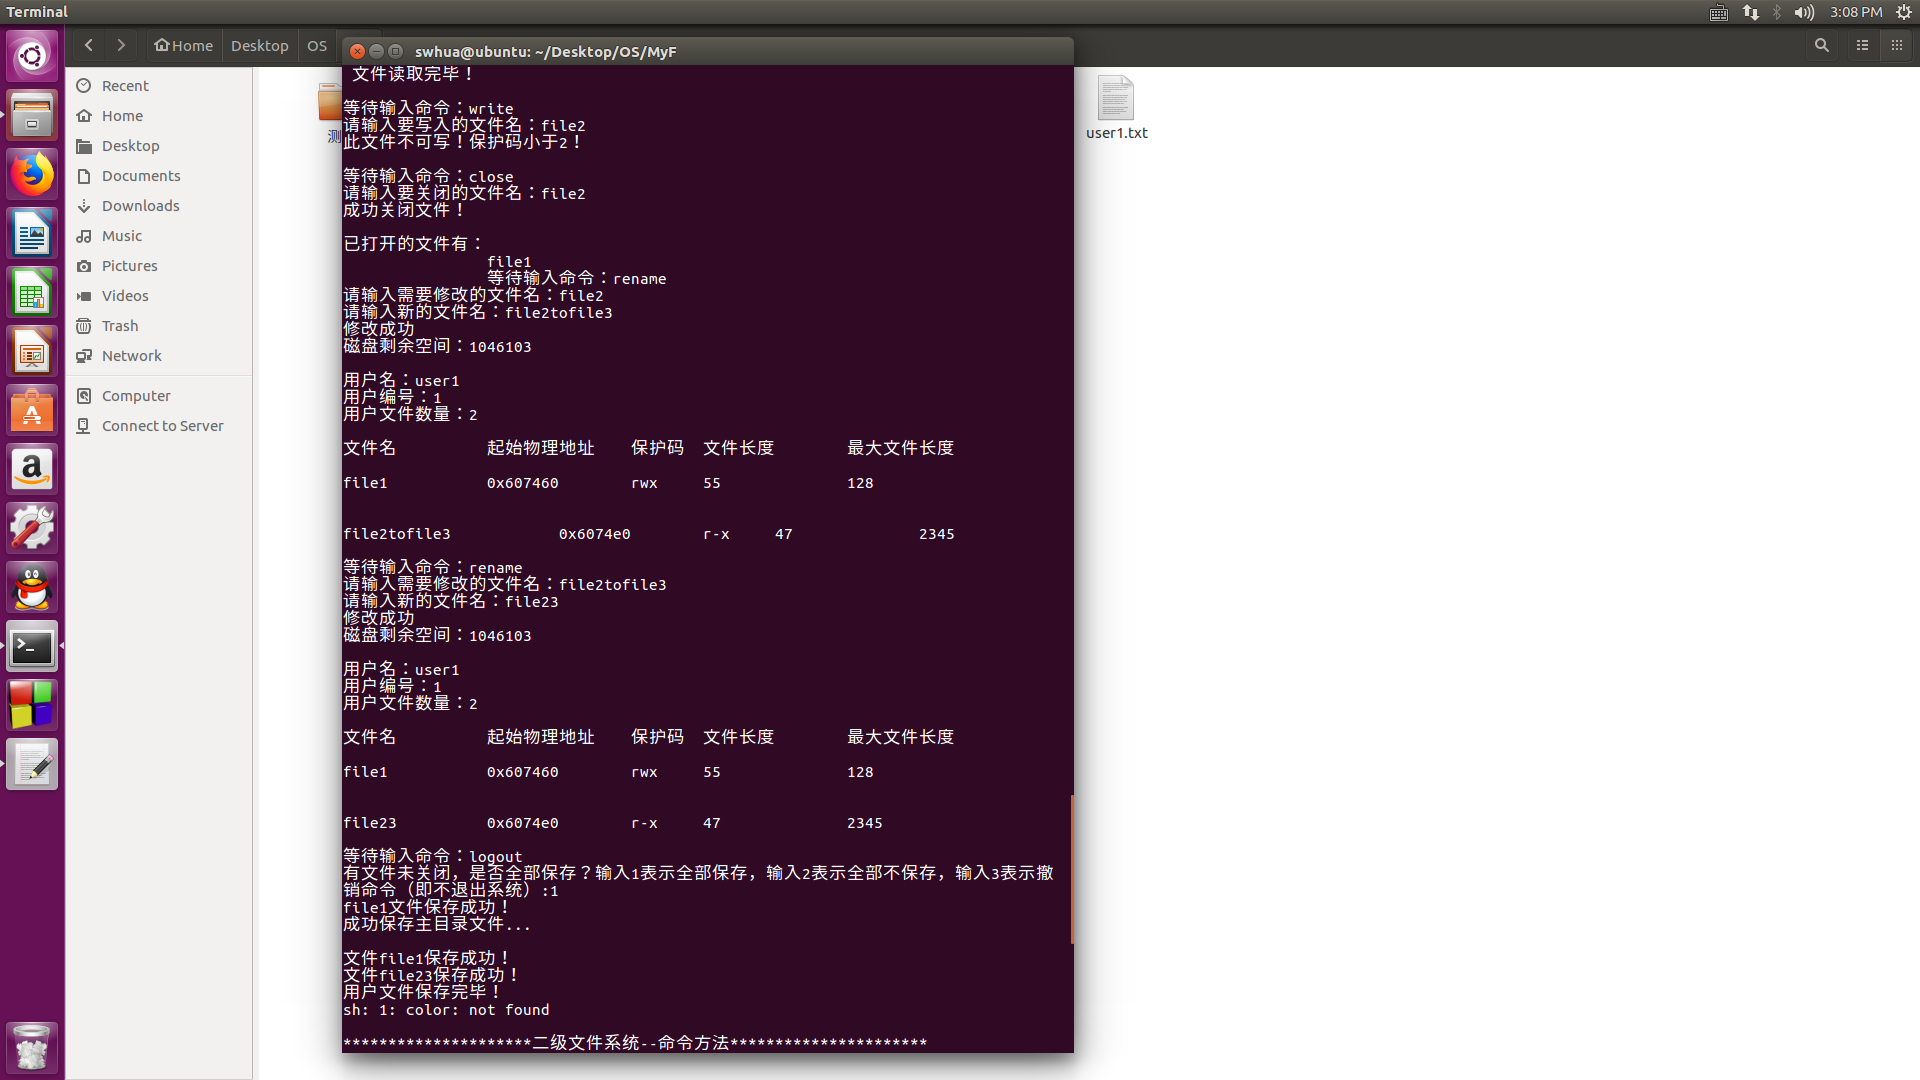 Terminal
3:08 PM
Home
Desktop
OS
swhua@ubuntu: ~/Desktop/OS/MyF
Recent
Home
Desktop
Documents
Downloads
Music
Pictures
Videos
Trash
Network
Computer
Connect to Server
测
user1.txt
文件读取完毕！
等待输入命令：write
请输入要写入的文件名：file2
此文件不可写！保护码小于2！
等待输入命令：close
请输入要关闭的文件名：file2
成功关闭文件！
已打开的文件有：
file1
等待输入命令：rename
请输入需要修改的文件名：file2
请输入新的文件名：file2tofile3
修改成功
磁盘剩余空间：1046103
用户名：user1
用户编号：1
用户文件数量：2
文件名 起始物理地址 保护码 文件长度 最大文件长度
file1 0x607460 rwx 55 128
file2tofile3 0x6074e0 r-x 47 2345
等待输入命令：rename
请输入需要修改的文件名：file2tofile3
请输入新的文件名：file23
修改成功
磁盘剩余空间：1046103
用户名：user1
用户编号：1
用户文件数量：2
文件名 起始物理地址 保护码 文件长度 最大文件长度
file1 0x607460 rwx 55 128
file23 0x6074e0 r-x 47 2345
等待输入命令：logout
有文件未关闭，是否全部保存？输入1表示全部保存，输入2表示全部不保存，输入3表示撤
销命令（即不退出系统）:1
file1文件保存成功！
成功保存主目录文件...
文件file1保存成功！
文件file23保存成功！
用户文件保存完毕！
sh: 1: color: not found
*********************二级文件系统--命令方法**********************